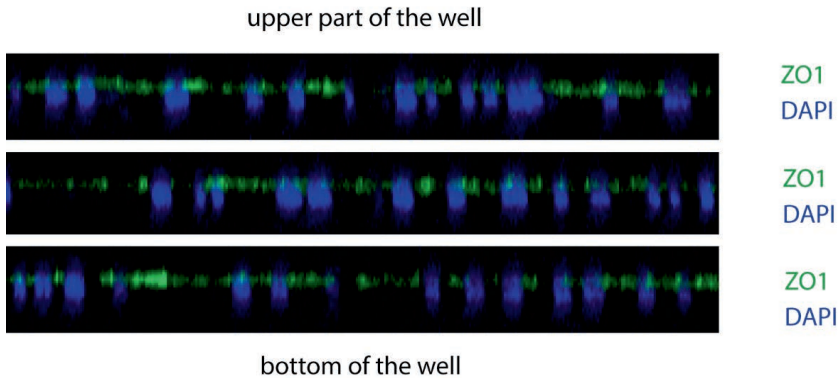 upper part of the well
ZO1
DAPI
ZO1
DAPI
ZO1
DAPI
bottom of the well